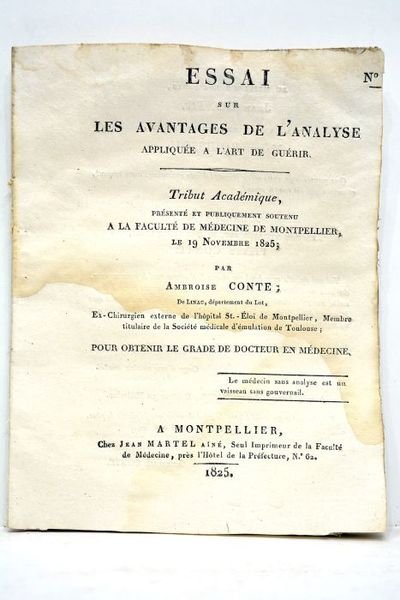 ESSAI
N°
SUR
LES AVANTAGES DE L'ANALYSE
APPLIQUÉE A L'ART DE GUÉRIR.
Tribut Académique,
PRÉSENTÉ ET PUBLIQUEMENT SOUTENU
A LA FACULTÉ DE MÉDECINE DE MONTPELLIER,
LE 19 NOVEMBRE 1825;
PAR
AMBROISE CONTE;
De LINAC, département du Lot,
Ex-Chirurgien externe de l'hôpital St.-Éloi de Montpellier, Membre
titulaire de la Société médicale d'émulation de Toulouse;
POUR OBTENIR LE GRADE DE DOCTEUR EN MÉDECINE.
Le médecin sans analyse est un
vaisseau sans gouvernail.
A MONTPELLIER,
Chez JEAN MARTEL AÎNÉ, Seul Imprimeur de la Faculté
de Médecine, près l'Hôtel de la Préfecture, N.° 62.
1825.